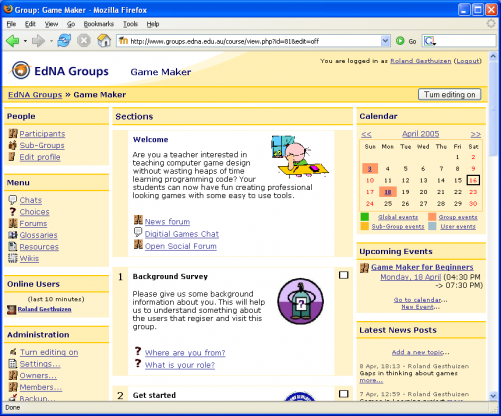 Group: Game Maker - Mozilla Firefox
File Edit View Go Bookmarks Tools Help
http://www.groups.edna.edu.au/course/view.php?id=81&edit=off
Go
You are logged in as Roland Gesthuizen (Logout)
EdNA Groups Game Maker
EdNA Groups » Game Maker
Turn editing on
People
Participants
Sub-Groups
Edit profile
Menu
Chats
Choices
Forums
Glossaries
Resources
Wikis
Online Users
(last 10 minutes)
Roland Gesthuizen
Administration
Turn editing on
Settings...
Owners...
Members...
Backup...
Sections
Welcome
Are you a teacher interested in
teaching computer game design
without wasting heaps of time
learning programming code? Your
students can now have fun creating professional
looking games with some easy to use tools.
News forum
Digitial Games Chat
Open Social Forum
1 Background Survey
Please give us some background
information about you. This will help
us to understand something about
the users that regiser and visit this
group.
Where are you from?
What is your role?
2 Get started
Calendar
<< April 2005 >>
Sun Mon Tue Wed Thu Fri Sat
1 2
3 4 5 6 7 8 9
10 11 12 13 14 15 16
17 18 19 20 21 22 23
24 25 26 27 28 29 30
Global events Group events
Sub-Group events User events
Upcoming Events
Game Maker for Beginners
Monday, 18 April (04:30 PM
-> 07:30 PM)
Go to calendar...
New Event...
Latest News Posts
Add a new topic...
8 Apr, 18:13 - Roland Gesthuizen
Gaps in thinking about games
more...
7 Apr, 12:59 - Roland Gesthuizen
Done